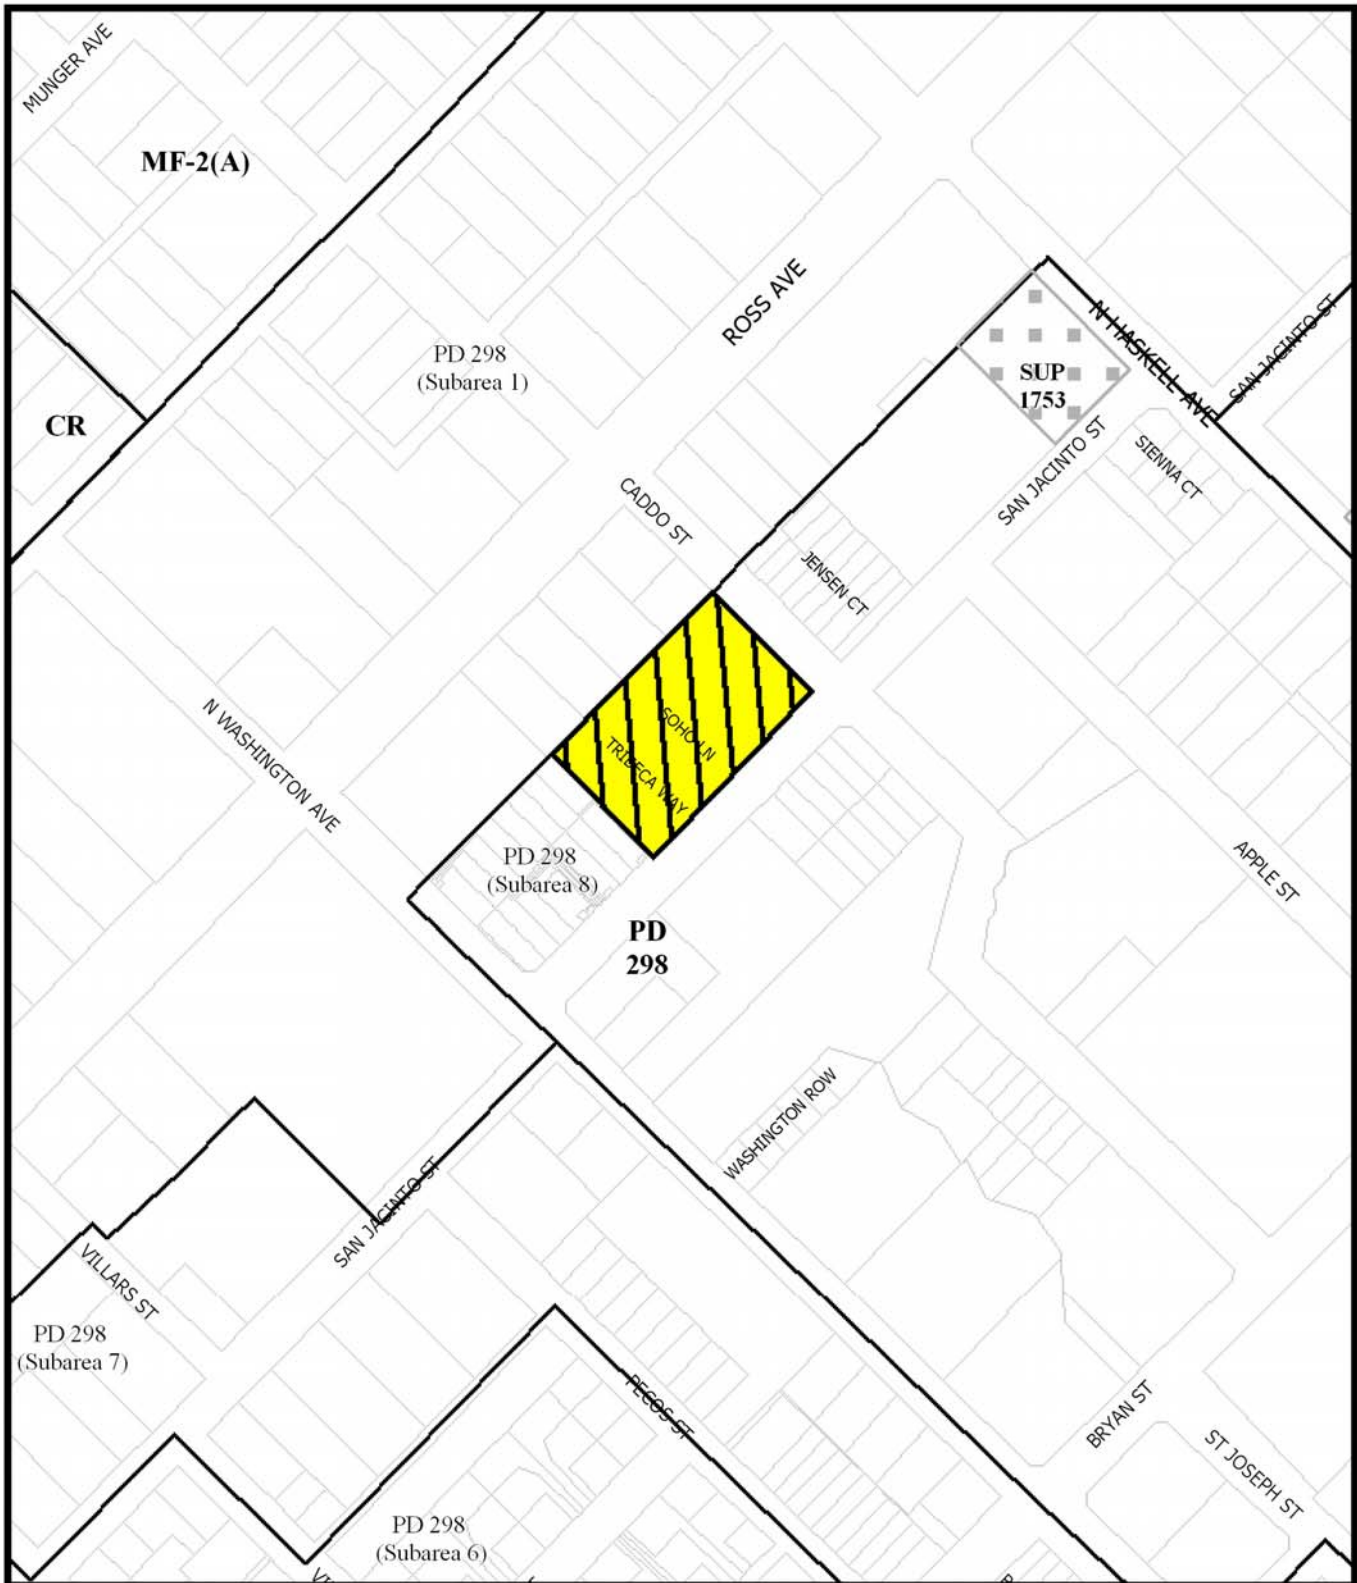 MUNGER AVE
MF-2(A)
ROSS AVE
N HASKELL AVE
SAN JACINTO ST
PD 298
(Subarea 1)
SUP
1753
CR
SAN JACINTO ST
SIENNA CT
CADDO ST
JENSEN CT
N WASHINGTON AVE
SOHO LN
TRIBECA WAY
PD 298
(Subarea 8)
APPLE ST
PD
298
WASHINGTON ROW
SAN JACINTO ST
VILLARS ST
PD 298
(Subarea 7)
PECOS ST
BRYAN ST
ST JOSEPH ST
PD 298
(Subarea 6)